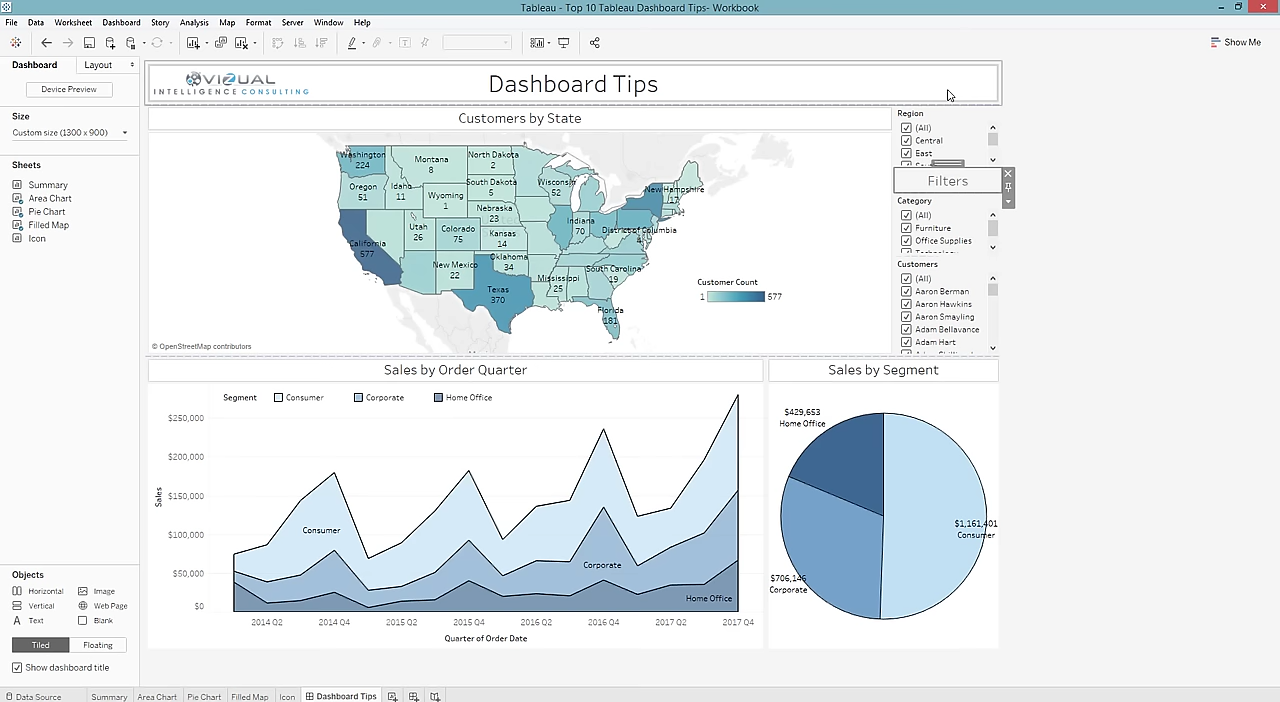 Tableau - Top 10 Tableau Dashboard Tips- Workbook
File Data Worksheet Dashboard Story Analysis Map Format Server Window Help
Show Me
Dashboard Layout
Device Preview
Size
Custom size (1300 x 900)
Sheets
Summary
Area Chart
Pie Chart
Filled Map
Icon
Objects
Horizontal Image
Vertical Web Page
Text Blank
Tiled Floating
Show dashboard title
VIZUAL
INTELLIGENCE CONSULTING
Dashboard Tips
Customers by State
Washington
224
Montana
8
North Dakota
2
Oregon
51
Idaho
11
Wyoming
1
South Dakota
5
Wisconsin
52
New Hampshire
17
Nebraska
23
Utah
26
Colorado
75
Kansas
14
Indiana
70
District of Columbia
4
California
577
New Mexico
22
Oklahoma
34
Mississippi
25
South Carolina
19
Texas
370
Florida
181
Customer Count
1 577
© OpenStreetMap contributors
Region
(All)
Central
East
Filters
Category
(All)
Furniture
Office Supplies
Technology
Customers
(All)
Aaron Berman
Aaron Hawkins
Aaron Smayling
Adam Bellavance
Adam Hart
Sales by Order Quarter
Segment Consumer Corporate Home Office
$250,000
$200,000
$150,000
$100,000
$50,000
$0
Sales
Consumer
Corporate
Home Office
2014 Q2 2014 Q4 2015 Q2 2015 Q4 2016 Q2 2016 Q4 2017 Q2 2017 Q4
Quarter of Order Date
Sales by Segment
$429,653
Home Office
$1,161,401
Consumer
$706,146
Corporate
Data Source Summary Area Chart Pie Chart Filled Map Icon Dashboard Tips